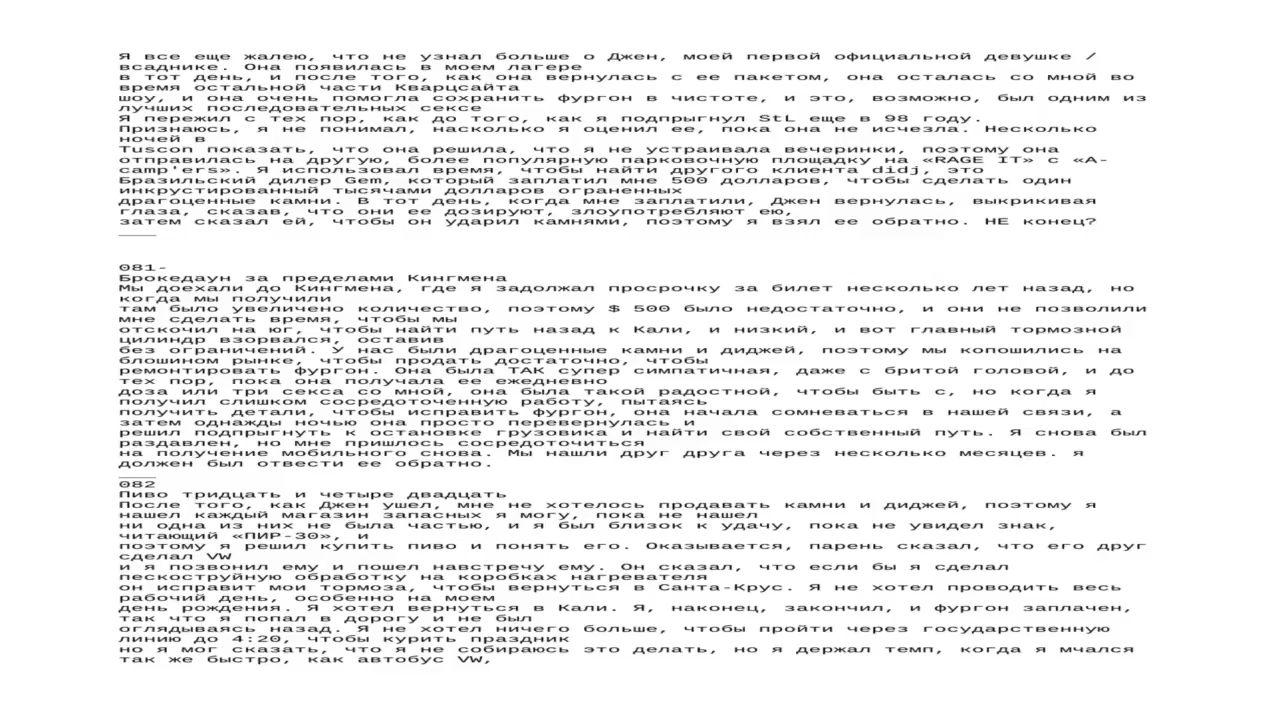 Я все еще жалею, что не узнал больше о Джен, моей первой официальной девушке /
всаднике. Она появилась в моем лагере
в тот день, и после того, как она вернулась с ее пакетом, она осталась со мной во
время остальной части Кварцсайта
шоу, и она очень помогла сохранить фургон в чистоте, и это, возможно, был одним из
лучших последовательных сексе
Я пережил с тех пор, как до того, как я подпрыгнул StL еще в 98 году.
Признаюсь, я не понимал, насколько я оценил ее, пока она не исчезла. Несколько
ночей в
Tuscon показать, что она решила, что я не устраивала вечеринки, поэтому она
отправилась на другую, более популярную парковочную площадку на «RAGE IT» с «A-
camp'ers». Я использовал время, чтобы найти другого клиента didj, это
Бразильский дилер Gem, который заплатил мне 500 долларов, чтобы сделать один
инкрустированный тысячами долларов ограненных
драгоценные камни. В тот день, когда мне заплатили, Джен вернулась, выкрикивая
глаза, сказав, что они ее дозируют, злоупотребляют ею,
затем сказал ей, чтобы он ударил камнями, поэтому я взял ее обратно. НЕ конец?
____
081-
Брокедаун за пределами Кингмена
Мы доехали до Кингмена, где я задолжал просрочку за билет несколько лет назад, но
когда мы получили
там было увеличено количество, поэтому $ 500 было недостаточно, и они не позволили
мне сделать время, чтобы мы
отскочил на юг, чтобы найти путь назад к Кали, и низкий, и вот главный тормозной
цилиндр взорвался, оставив
без ограничений. У нас были драгоценные камни и диджей, поэтому мы копошились на
блошином рынке, чтобы продать достаточно, чтобы
ремонтировать фургон. Она была ТАК супер симпатичная, даже с бритой головой, и до
тех пор, пока она получала ее ежедневно
доза или три секса со мной, она была такой радостной, чтобы быть с, но когда я
получил слишком сосредоточенную работу, пытаясь
получить детали, чтобы исправить фургон, она начала сомневаться в нашей связи, а
затем однажды ночью она просто перевернулась и
решил подпрыгнуть к остановке грузовика и найти свой собственный путь. Я снова был
раздавлен, но мне пришлось сосредоточиться
на получение мобильного снова. Мы нашли друг друга через несколько месяцев. я
должен был отвести ее обратно.
____
082
Пиво тридцать и четыре двадцать
После того, как Джен ушел, мне не хотелось продавать камни и диджей, поэтому я
нашел каждый магазин запасных я могу, пока не нашел
ни одна из них не была частью, и я был близок к удачу, пока не увидел знак,
читающий «ПИР-30», и
поэтому я решил купить пиво и понять его. Оказывается, парень сказал, что его друг
сделал VW
и я позвонил ему и пошел навстречу ему. Он сказал, что если бы я сделал
пескоструйную обработку на коробках нагревателя
он исправит мои тормоза, чтобы вернуться в Санта-Крус. Я не хотел проводить весь
рабочий день, особенно на моем
день рождения. Я хотел вернуться в Кали. Я, наконец, закончил, и фургон заплачен,
так что я попал в дорогу и не был
оглядываясь назад. Я не хотел ничего больше, чтобы пройти через государственную
линию до 4:20, чтобы курить праздник
но я мог сказать, что я не собираюсь это делать, но я держал темп, когда я мчался
так же быстро, как автобус VW,